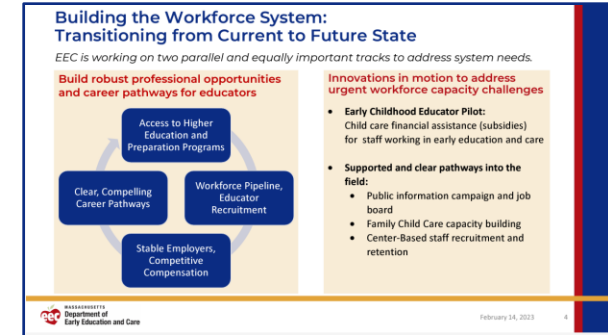 Building the Workforce System:
Transitioning from Current to Future State
EEC is working on two parallel and equally important tracks to address system needs.
Build robust professional opportunities
and career pathways for educators
Access to Higher
Education and
Preparation Programs
Workforce Pipeline,
Educator
Recruitment
Stable Employers,
Competitive
Compensation
Clear, Compelling
Career Pathways
Innovations in motion to address
urgent workforce capacity challenges
• Early Childhood Educator Pilot:
Child care financial assistance (subsidies)
for staff working in early education and care
• Supported and clear pathways into the
field:
• Public information campaign and job
board
• Family Child Care capacity building
• Center-Based staff recruitment and
retention
eec
MASSACHUSETTS
Department of
Early Education and Care
February 14, 2023
4